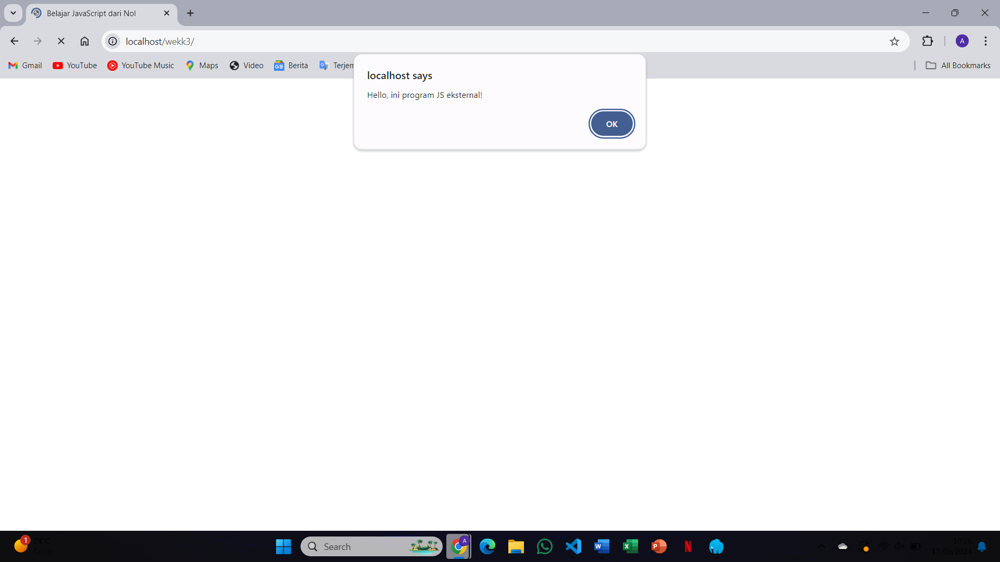 Belajar JavaScript dari Nol
localhost/wekk3/
A
Gmail
YouTube
YouTube Music
Maps
Video
Berita
Terjem
All Bookmarks
localhost says
Hello, ini program JS eksternal!
OK
1
24°C
Cerah
Search
A
10:26
17/09/2024